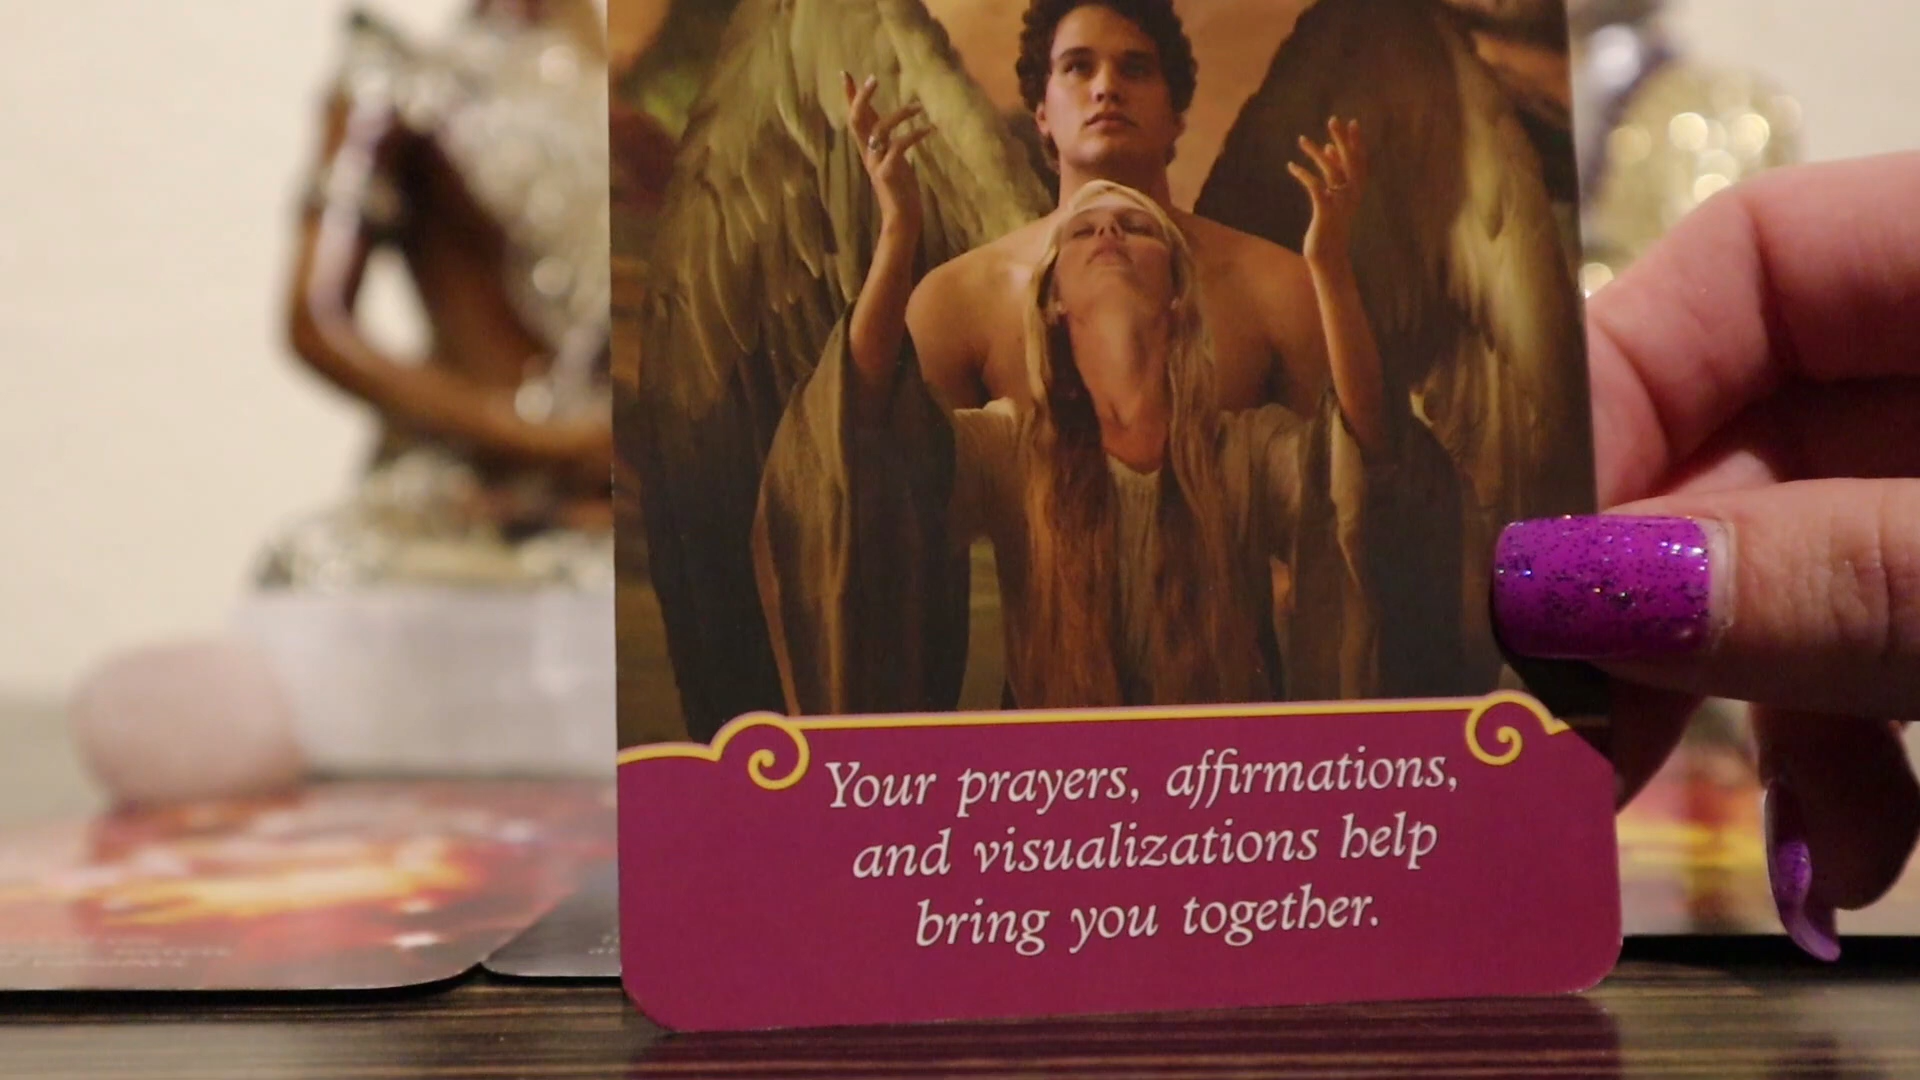 Your prayers, affirmations,
and visualizations help
bring you together.